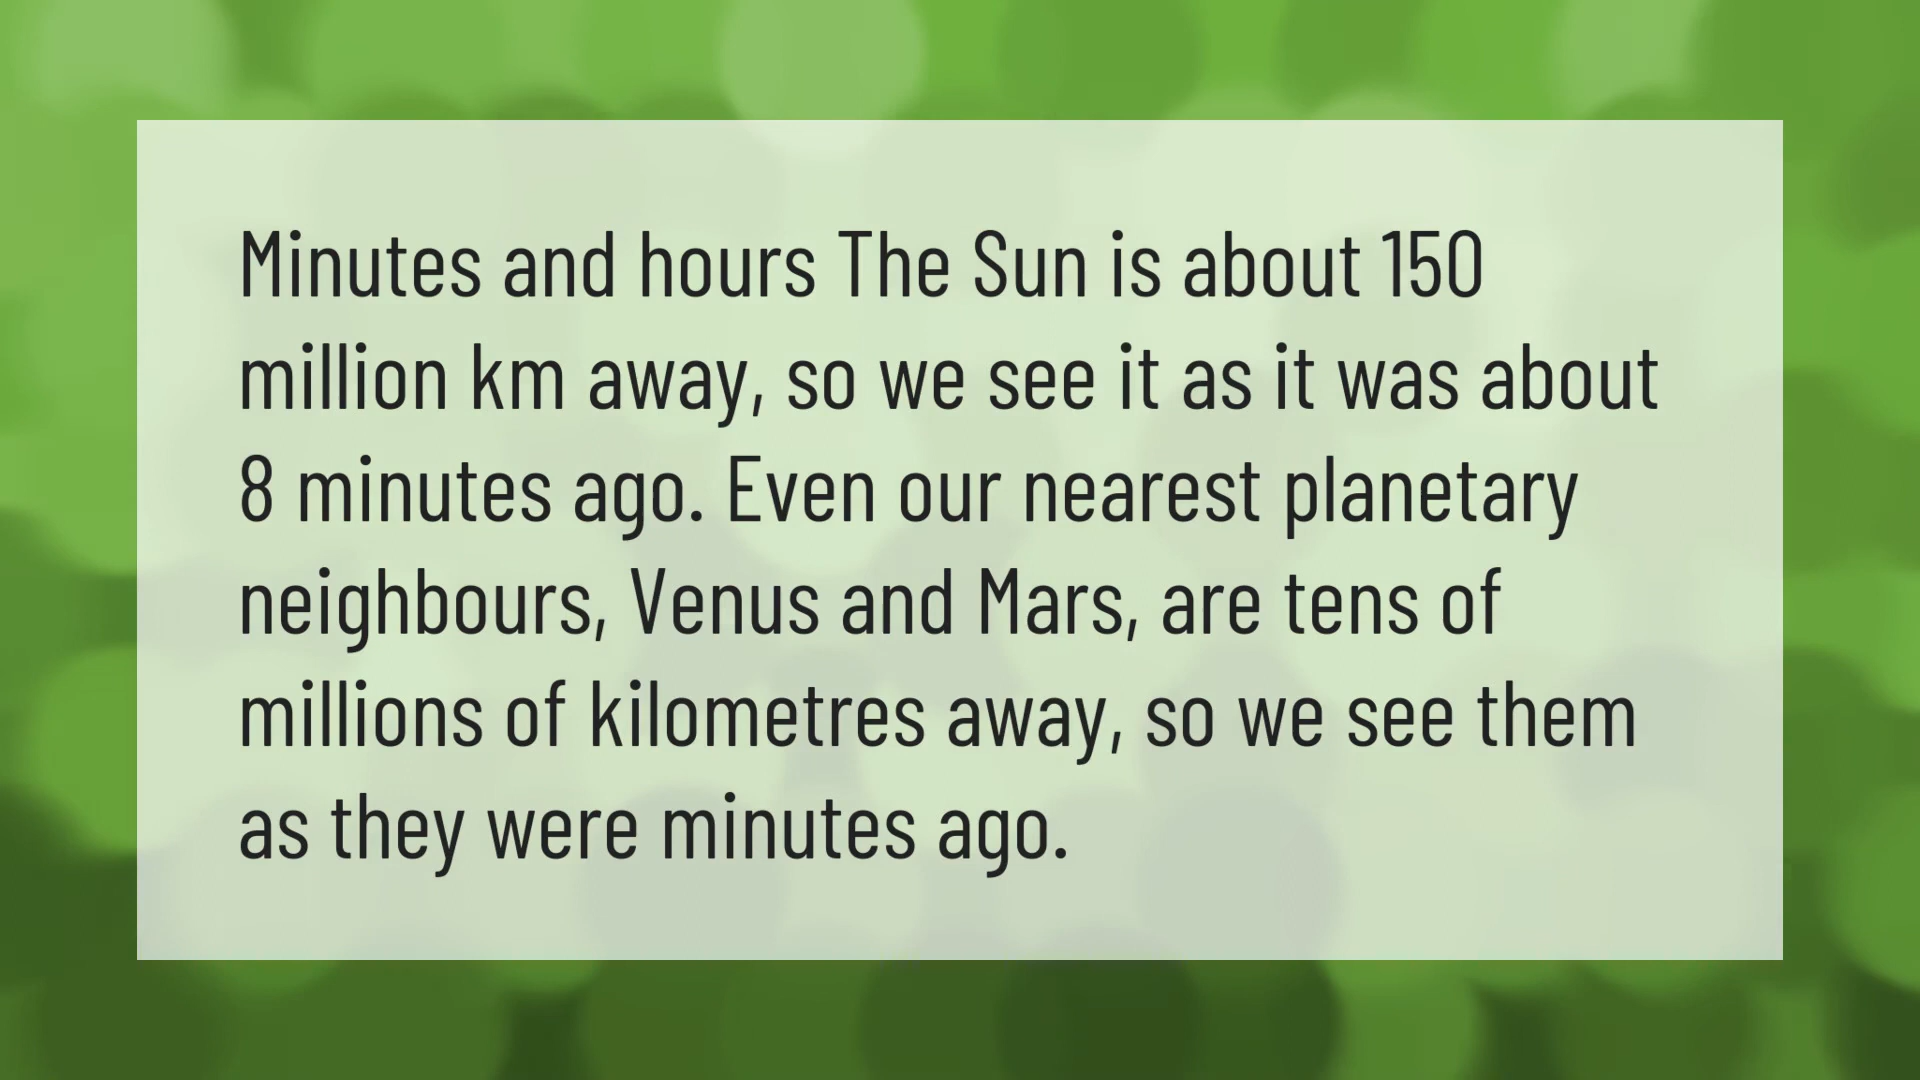 Minutes and hours The Sun is about 150
million km away, so we see it as it was about
8 minutes ago. Even our nearest planetary
neighbours, Venus and Mars, are tens of
millions of kilometres away, so we see them
as they were minutes ago.